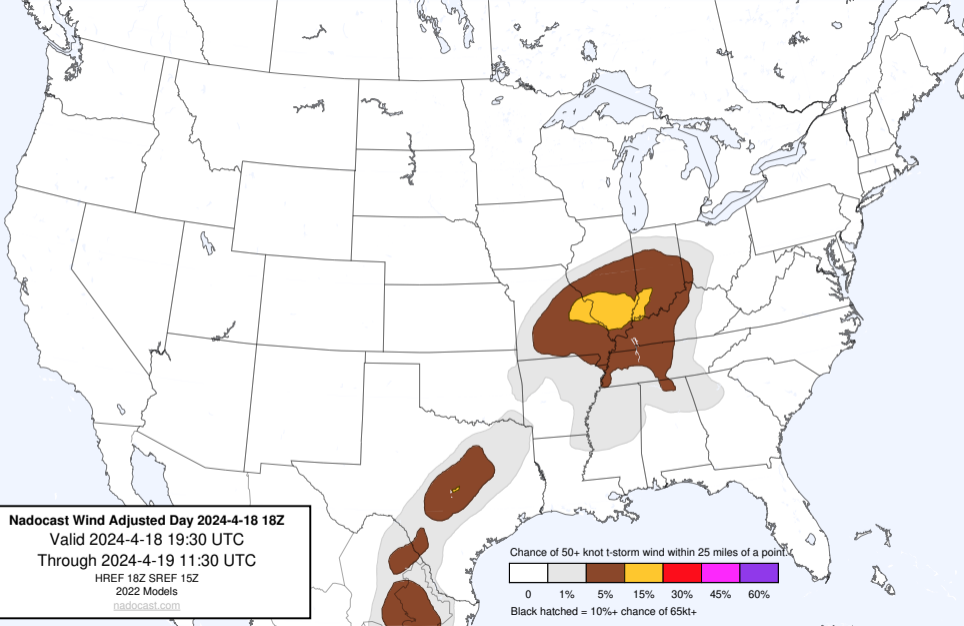 Nadocast Wind Adjusted Day 2024-4-18 18Z
Valid 2024-4-18 19:30 UTC
Through 2024-4-19 11:30 UTC
HREF 18Z SREF 15Z
2022 Models
nadocast.com
Chance of 50+ knot t-storm wind within 25 miles of a point.
0 1% 5% 15% 30% 45% 60%
Black hatched = 10%+ chance of 65kt+